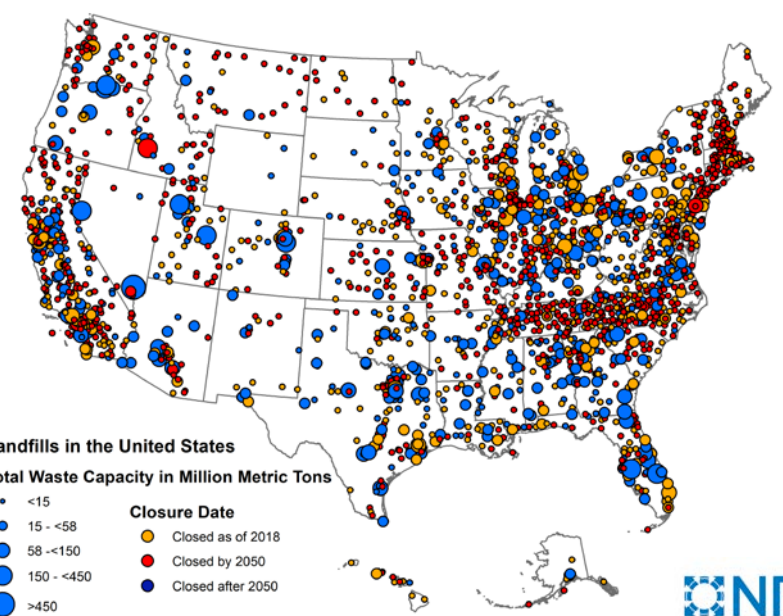 andfills in the United States
otal Waste Capacity in Million Metric Tons
<15
15 - <58
58 -<150
150 - <450
>450
Closure Date
Closed as of 2018
Closed by 2050
Closed after 2050
NR